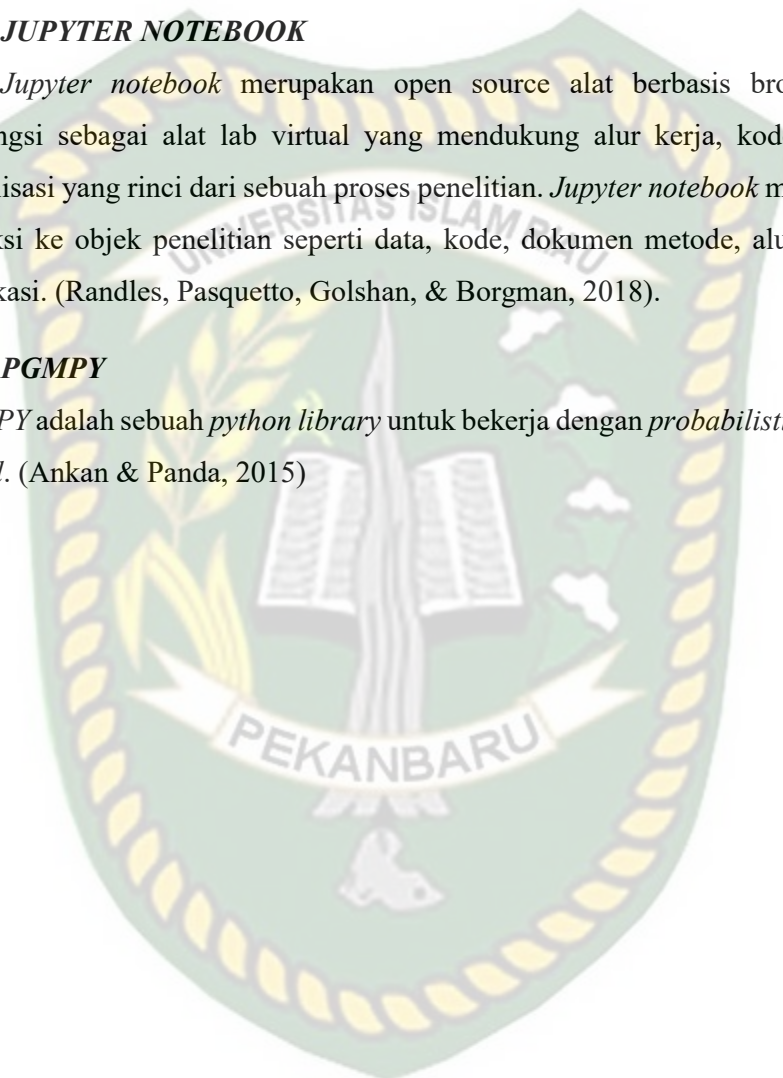 JUPYTER NOTEBOOK
Jupyter notebook merupakan open source alat berbasis bro
ngsi sebagai alat lab virtual yang mendukung alur kerja, kod
lisasi yang rinci dari sebuah proses penelitian. Jupyter notebook m
ksi ke objek penelitian seperti data, kode, dokumen metode, alu
kasi. (Randles, Pasquetto, Golshan, & Borgman, 2018).
PGMPY
PY adalah sebuah python library untuk bekerja dengan probabilist
l. (Ankan & Panda, 2015)
UNIVERSITAS ISLAM RIAU
PEKANBARU